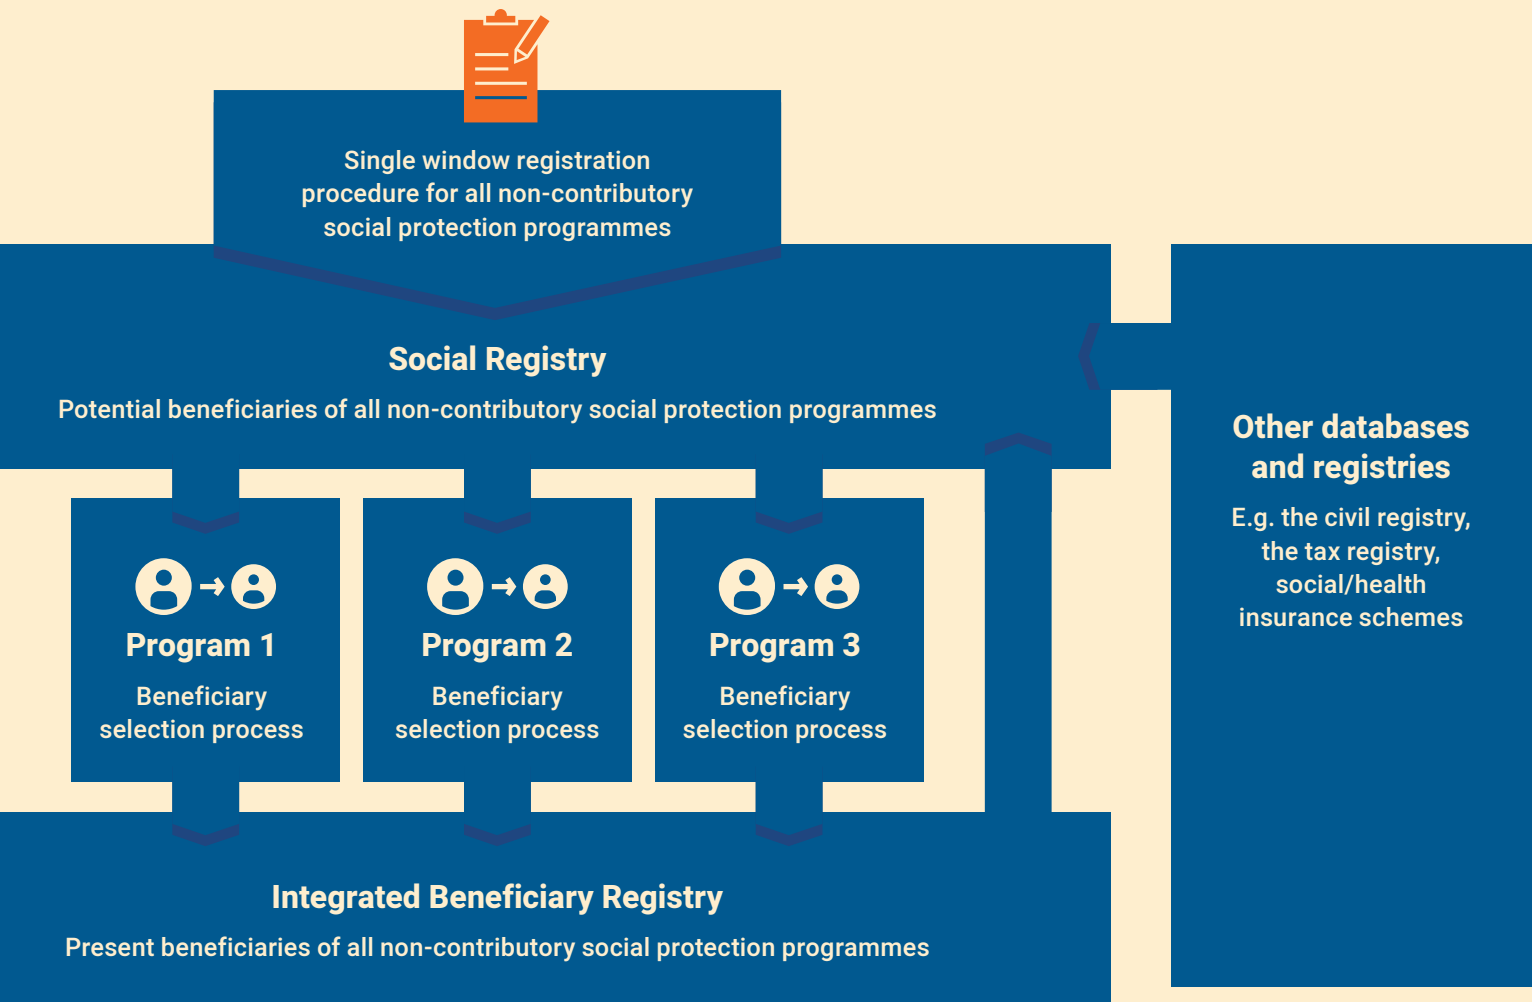 Single window registration
procedure for all non-contributory
social protection programmes
Social Registry
Potential beneficiaries of all non-contributory social protection programmes
Other databases
and registries
E.g. the civil registry,
the tax registry,
social/health
insurance schemes
Program 1
Beneficiary
selection process
Program 2
Beneficiary
selection process
Program 3
Beneficiary
selection process
Integrated Beneficiary Registry
Present beneficiaries of all non-contributory social protection programmes